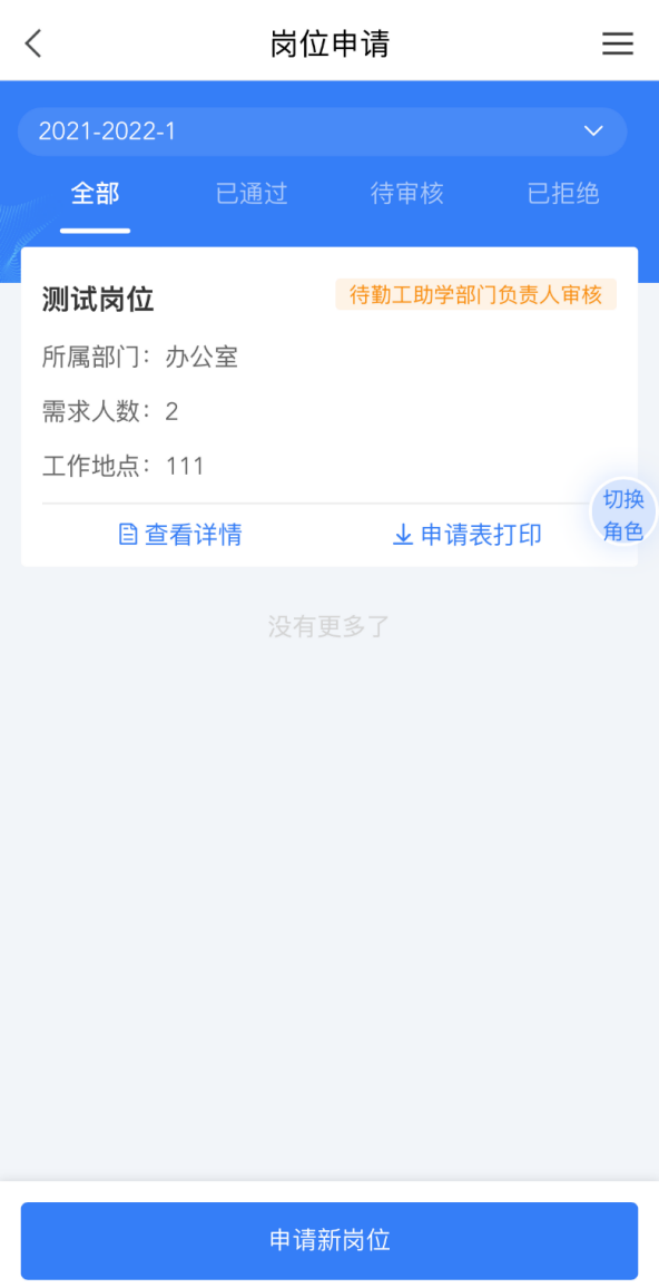 岗位申请
2021-2022-1
全部 已通过 待审核 已拒绝
测试岗位 待勤工助学部门负责人审核
所属部门：办公室
需求人数：2
工作地点：111
切换
角色
查看详情 申请表打印
没有更多了
申请新岗位